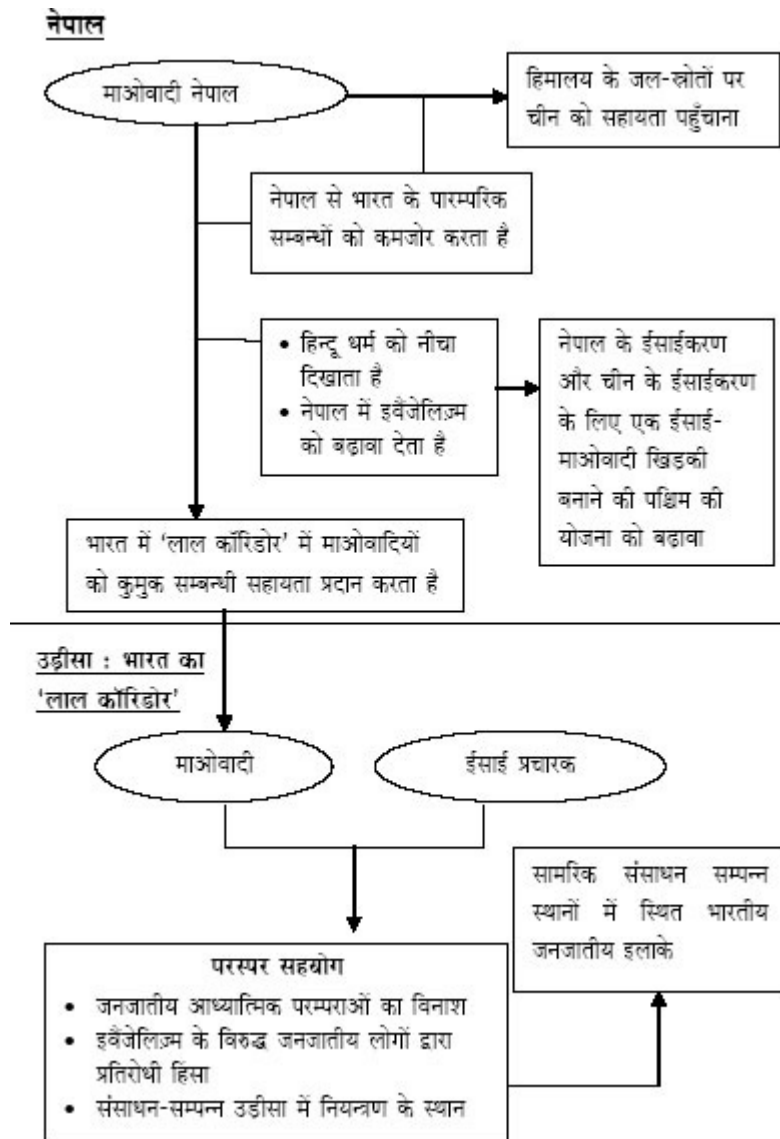 नेपाल
माओवादी नेपाल
हिमालय के जल-स्रोतों पर
चीन को सहायता पहुँचाना
नेपाल से भारत के पारम्परिक
सम्बन्धों को कमजोर करता है
• हिन्दू धर्म को नीचा
दिखाता है
• नेपाल में इवैंजेलिज़्म
को बढ़ावा देता है
नेपाल के ईसाईकरण
और चीन के ईसाईकरण
के लिए एक ईसाई-
माओवादी खिड़की
बनाने की पश्चिम की
योजना को बढ़ावा
भारत में ‘लाल कॉरिडोर’ में माओवादियों
को कुमुक सम्बन्धी सहायता प्रदान करता है
उड़ीसा : भारत का
‘लाल कॉरिडोर’
माओवादी
ईसाई प्रचारक
सामरिक संसाधन सम्पन्न
स्थानों में स्थित भारतीय
जनजातीय इलाके
परस्पर सहयोग
• जनजातीय आध्यात्मिक परम्पराओं का विनाश
• इवैंजेलिज़्म के विरुद्ध जनजातीय लोगों द्वारा
प्रतिरोधी हिंसा
• संसाधन-सम्पन्न उड़ीसा में नियन्त्रण के स्थान